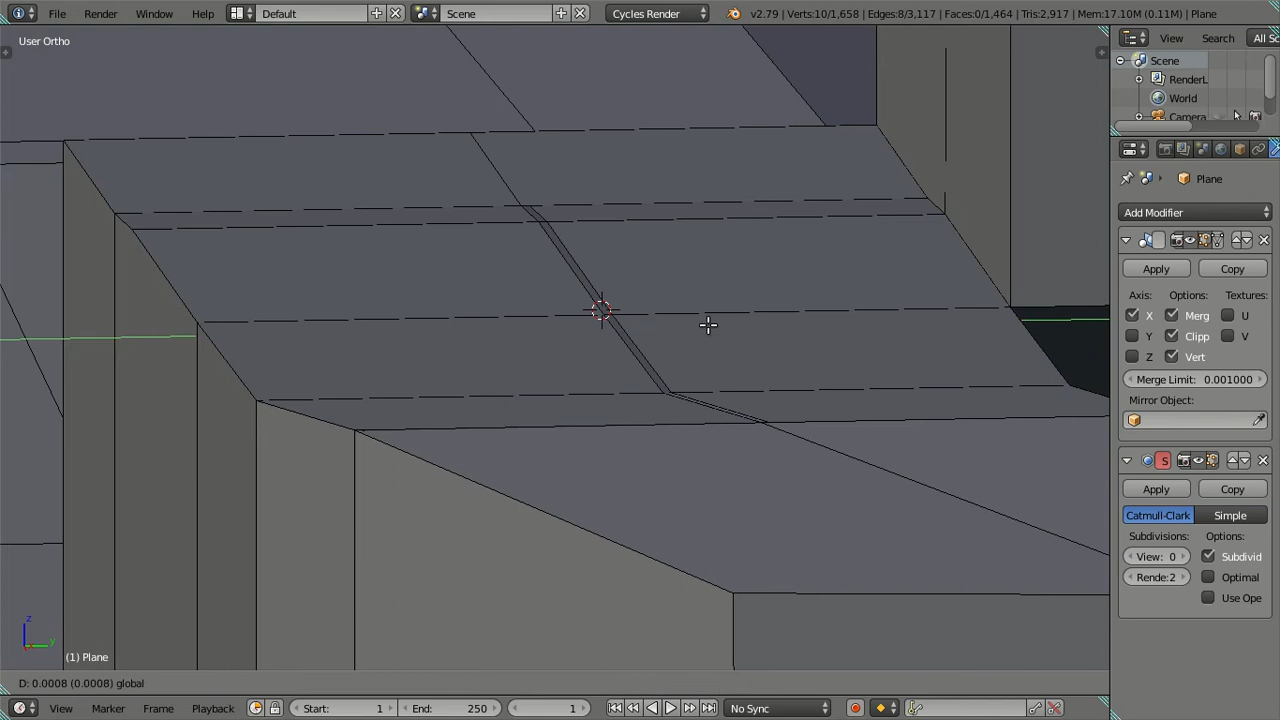 File Render Window Help Default Scene Cycles Render v2.79 | Verts:10/1,658 | Edges:8/3,117 | Faces:0/1,464 | Tris:2,917 | Mem:17.10M (0.11M) | Plane
User Ortho
View Search All Sc
Scene
RenderL
World
Camera
Plane
Add Modifier
Apply Copy
Axis: Options: Textures:
X Merg U
Y Clipp V
Z Vert
Merge Limit: 0.001000
Mirror Object:
S
Apply Copy
Catmull-Clark Simple
Subdivisions: Options:
View: 0 Subdivid
Rende:2 Optimal
Use Ope
z
y
(1) Plane
D: 0.0008 (0.0008) global
View Marker Frame Playback Start: 1 End: 250 1 No Sync